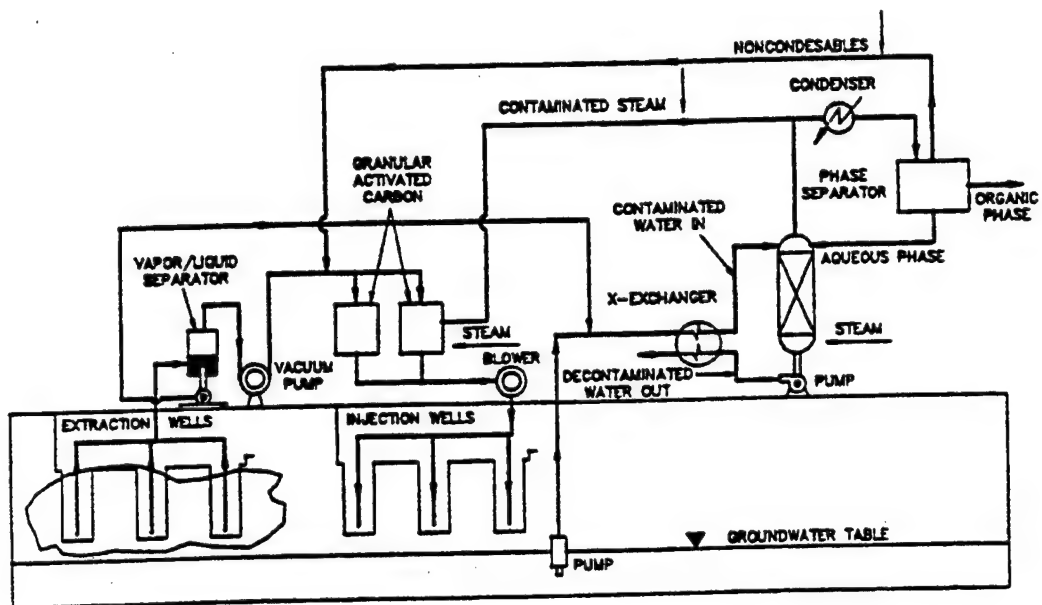 NONCONDESABLES
CONDENSER
CONTAMINATED STEAM
GRANULAR
ACTIVATED
CARBON
PHASE
SEPARATOR
ORGANIC
PHASE
CONTAMINATED
WATER IN
VAPOR/LIQUID
SEPARATOR
AQUEOUS PHASE
X-EXCHANGER
STEAM
STEAM
BLOWER
VACUUM
PUMP
DECONTAMINATED
WATER OUT
PUMP
EXTRACTION WELLS
INJECTION WELLS
GROUNDWATER TABLE
PUMP